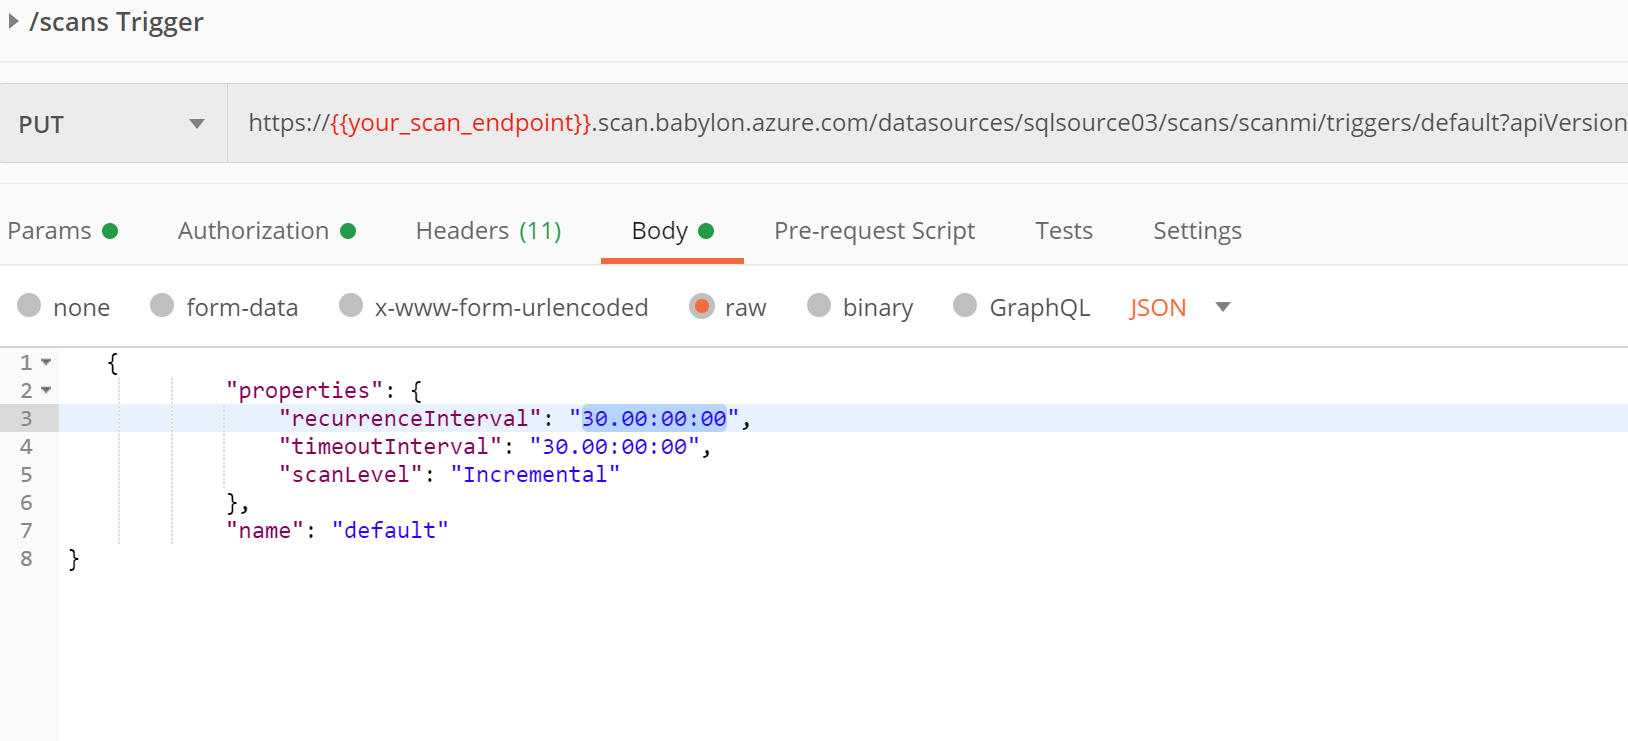 /scans Trigger
PUT https://{{your_scan_endpoint}}.scan.babylon.azure.com/datasources/sqlsource03/scans/scanmi/triggers/default?apiVersion
Params Authorization Headers (11) Body Pre-request Script Tests Settings
none form-data x-www-form-urlencoded raw binary GraphQL JSON
1 {
2 "properties": {
3 "recurrenceInterval": "30.00:00:00",
4 "timeoutInterval": "30.00:00:00",
5 "scanLevel": "Incremental"
6 },
7 "name": "default"
8 }